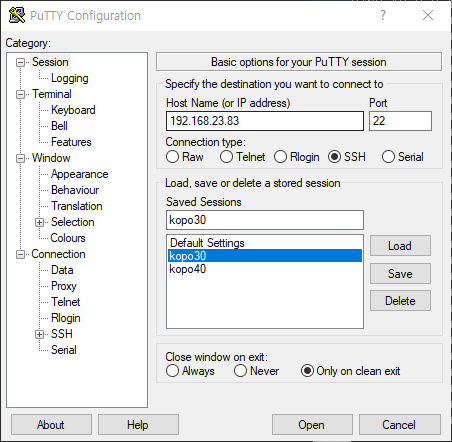 PuTTY Configuration
Category:
Session
Logging
Terminal
Keyboard
Bell
Features
Window
Appearance
Behaviour
Translation
Selection
Colours
Connection
Data
Proxy
Telnet
Rlogin
SSH
Serial
Basic options for your PuTTY session
Specify the destination you want to connect to
Host Name (or IP address) Port
192.168.23.83 22
Connection type:
Raw Telnet Rlogin SSH Serial
Load, save or delete a stored session
Saved Sessions
kopo30
Default Settings
kopo30
kopo40
Load
Save
Delete
Close window on exit:
Always Never Only on clean exit
About Help Open Cancel